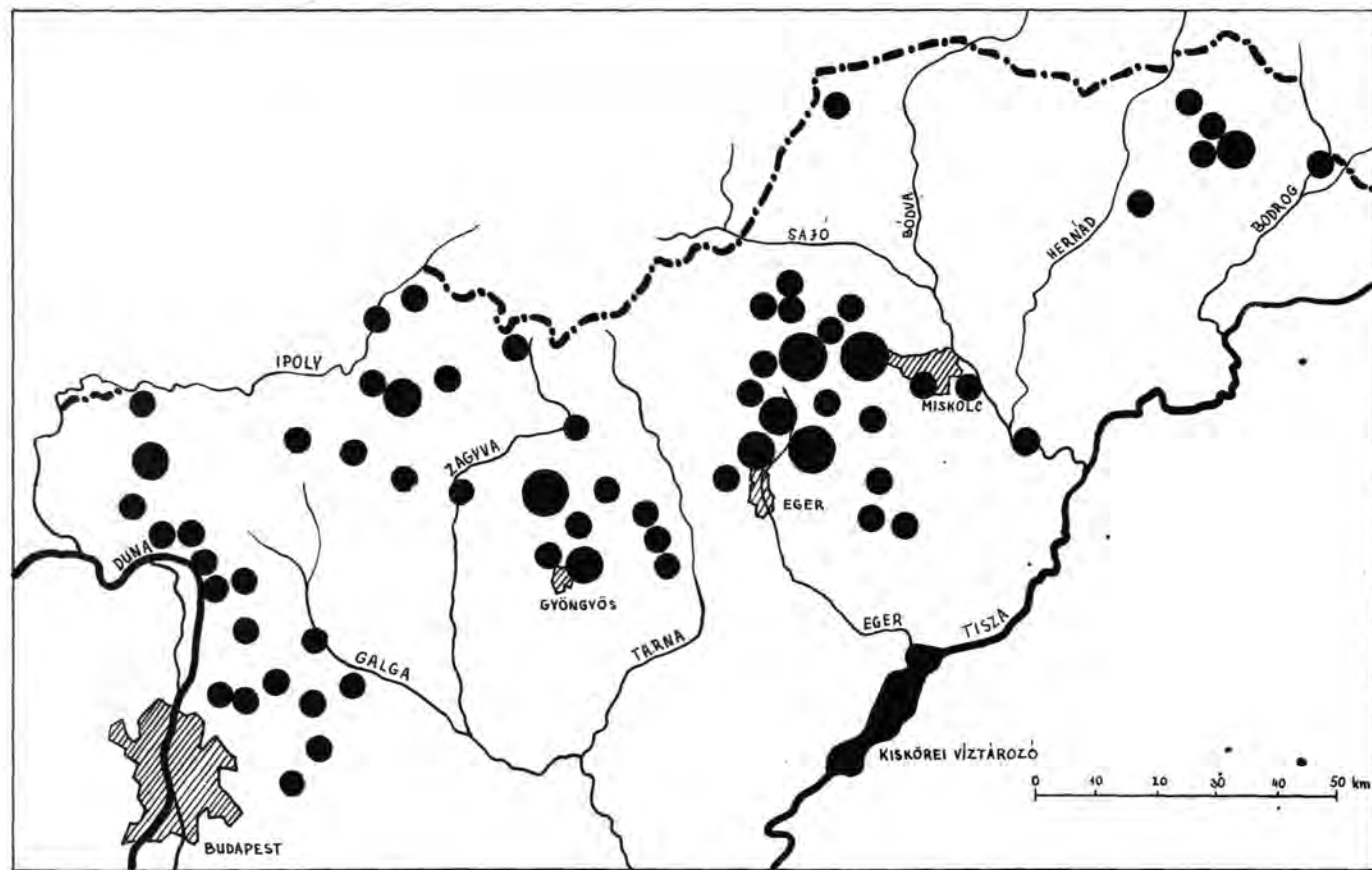 SAJÓ
BÓDVA
HERNÁD
BODROG
IPOLY
MISKOLC
ZAGYVA
EGER
DUNA
GYÖNGYÖS
GALGA
TARNA
EGER
TISZA
KISKÖREI VÍZTÁROZÓ
0 10 20 30 40 50 km
BUDAPEST